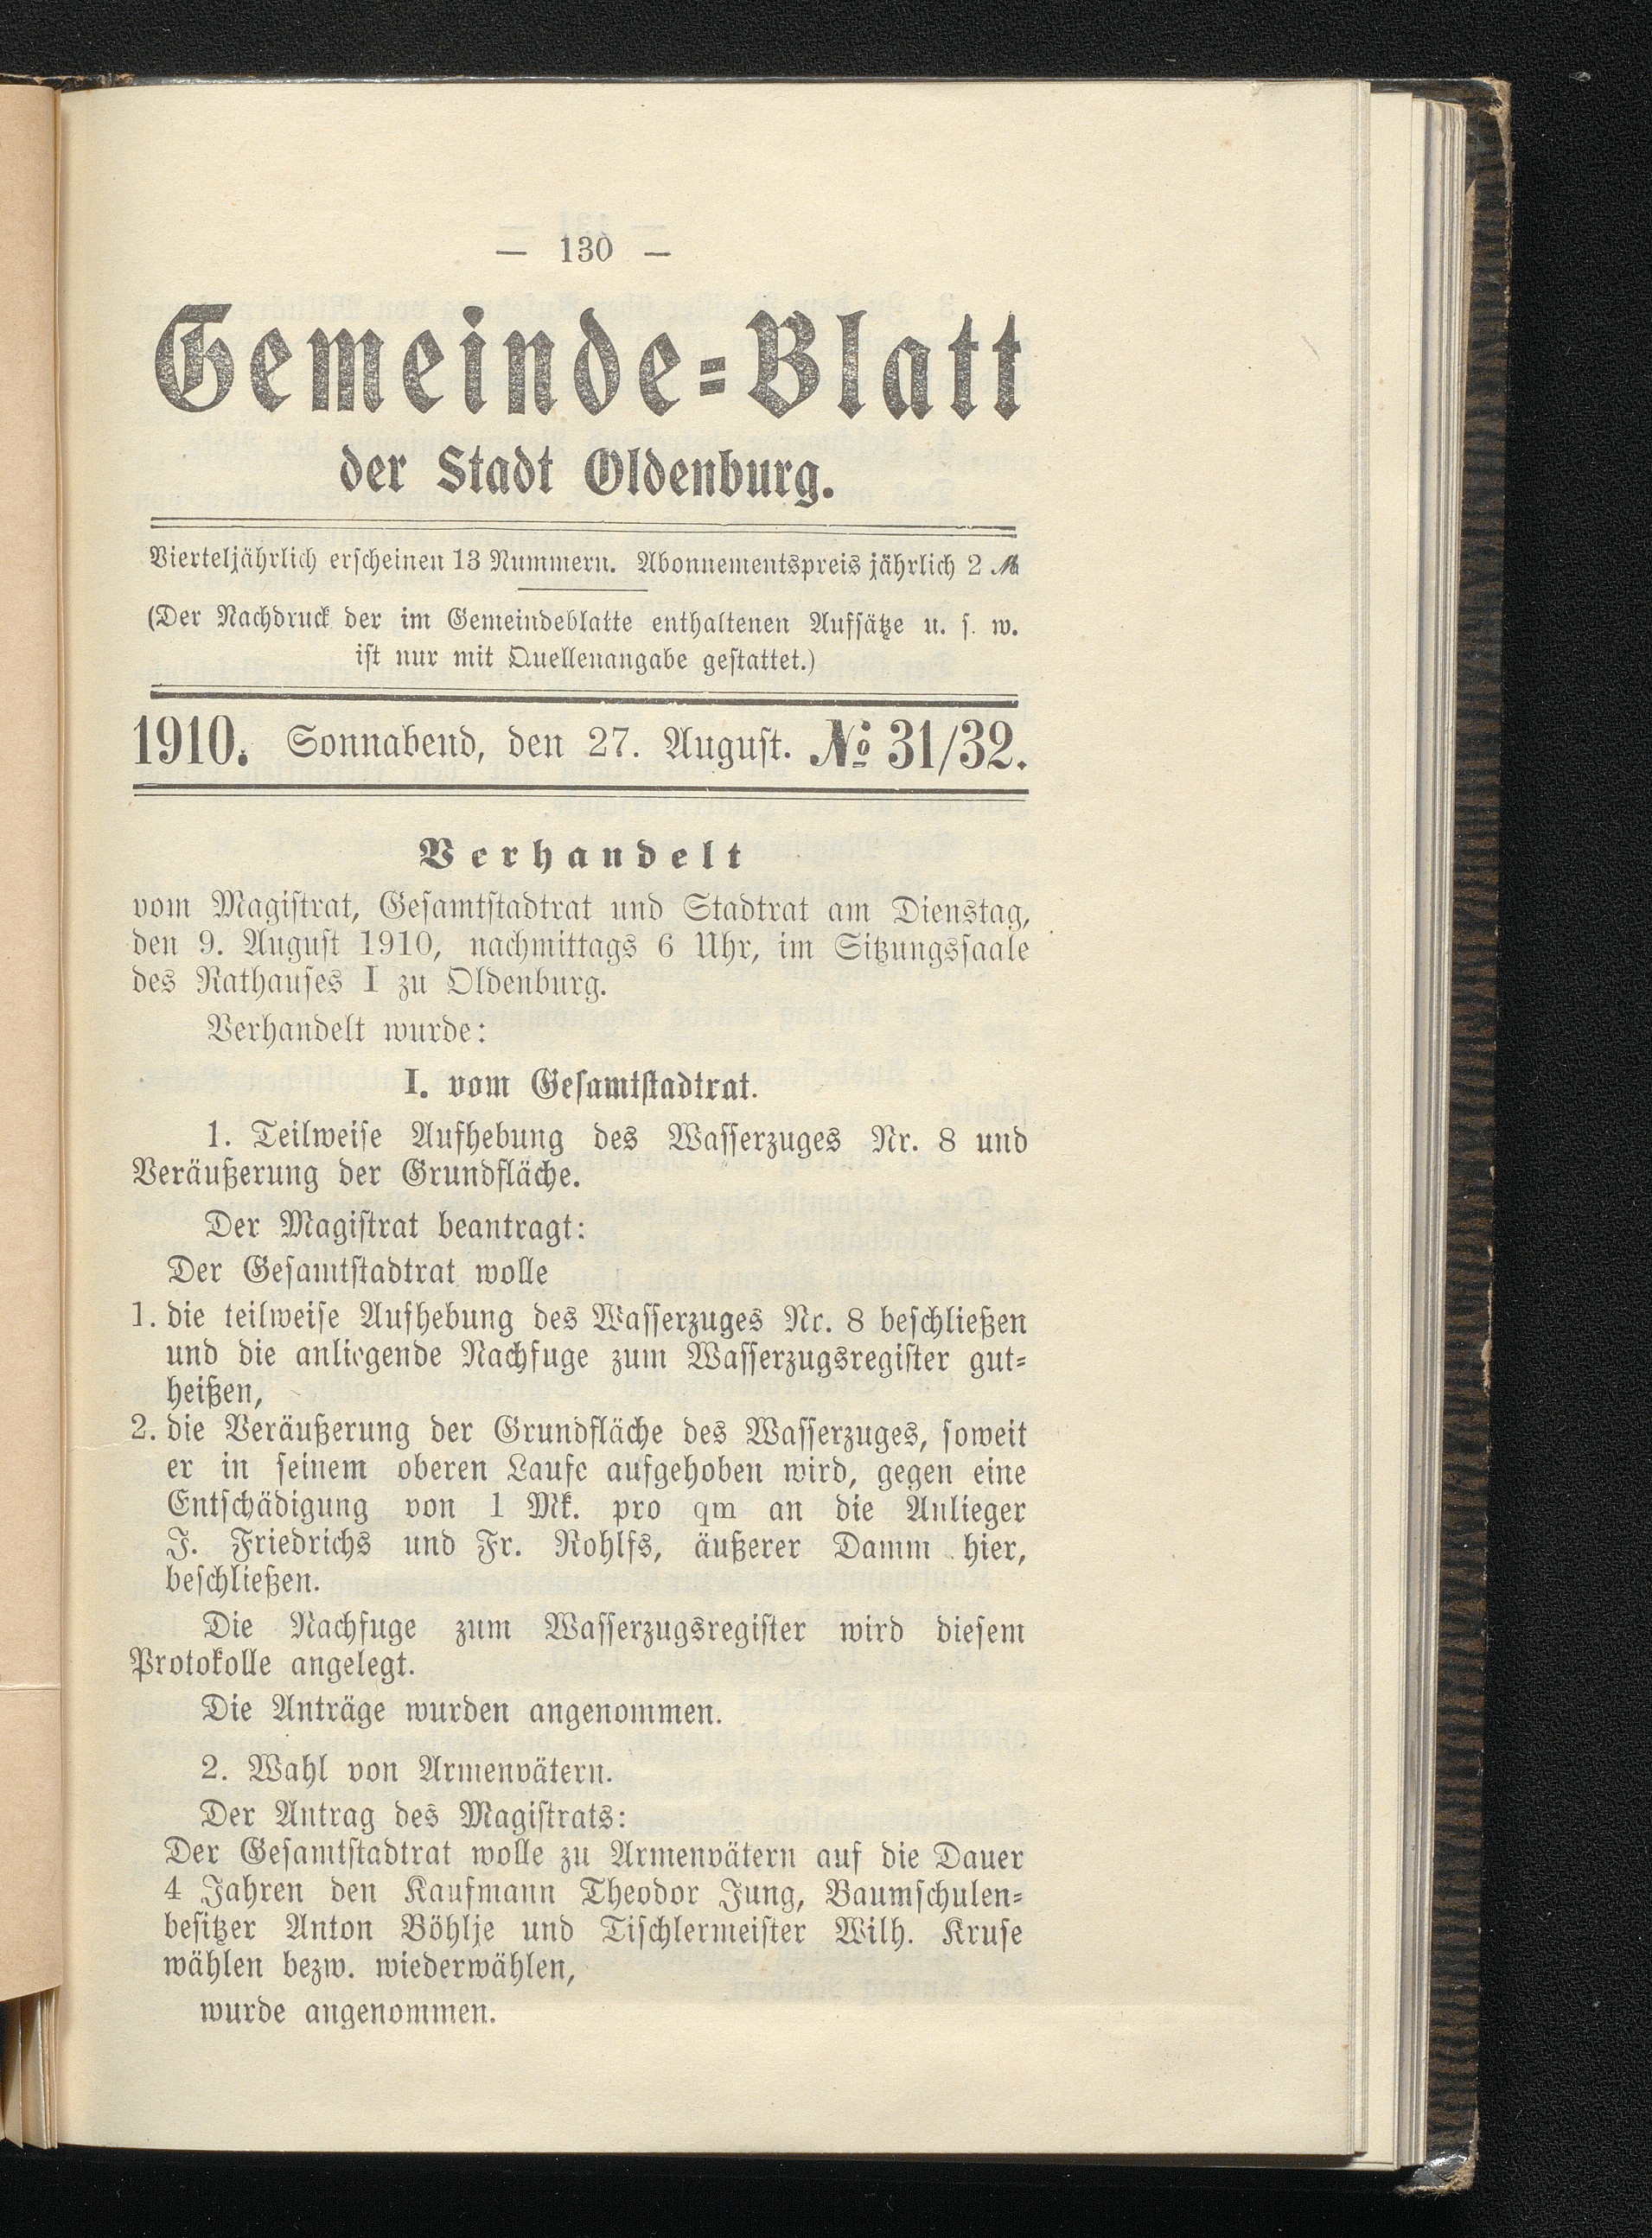 — 130 —
Gemeinde=Blatt
der Stadt Oldenburg.
Vierteljährlich erscheinen 13 Nummern. Abonnementspreis jährlich 2 ℳ
(Der Nachdruck der im Gemeindeblatte enthaltenen Aufsätze u. s. w.
ist nur mit Quellenangabe gestattet.)
1910. Sonnabend, den 27. August. № 31/32.
Verhandelt
vom Magistrat, Gesamtstadtrat und Stadtrat am Dienstag,
den 9. August 1910, nachmittags 6 Uhr, im Sitzungssaale
des Rathauses I zu Oldenburg.
Verhandelt wurde:
I. vom Gesamtstadtrat.
1. Teilweise Aufhebung des Wasserzuges Nr. 8 und
Veräußerung der Grundfläche.
Der Magistrat beantragt:
Der Gesamtstadtrat wolle
1. die teilweise Aufhebung des Wasserzuges Nr. 8 beschließen
und die anliegende Nachfuge zum Wasserzugsregister gut=
heißen,
2. die Veräußerung der Grundfläche des Wasserzuges, soweit
er in seinem oberen Laufe aufgehoben wird, gegen eine
Entschädigung von 1 Mk. pro qm an die Anlieger
J. Friedrichs und Fr. Rohlfs, äußerer Damm hier,
beschließen.
Die Nachfuge zum Wasserzugsregister wird diesem
Protokolle angelegt.
Die Anträge wurden angenommen.
2. Wahl von Armenvätern.
Der Antrag des Magistrats:
Der Gesamtstadtrat wolle zu Armenvätern auf die Dauer
4 Jahren den Kaufmann Theodor Jung, Baumschulen=
besitzer Anton Böhlje und Tischlermeister Wilh. Kruse
wählen bezw. wiederwählen,
wurde angenommen.